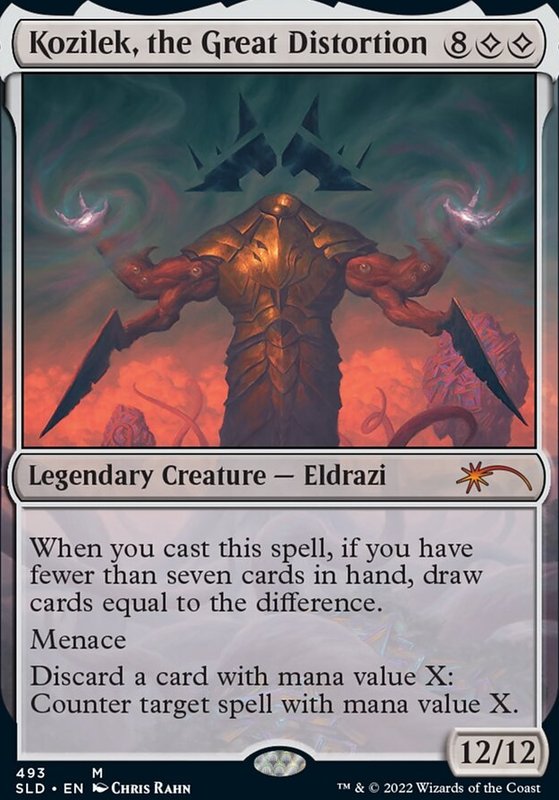 Kozilek, the Great Distortion 8
Legendary Creature — Eldrazi
When you cast this spell, if you have
fewer than seven cards in hand, draw
cards equal to the difference.
Menace
Discard a card with mana value X:
Counter target spell with mana value X.
12/12
493 M
SLD • EN Chris Rahn
™ & © 2022 Wizards of the Coast